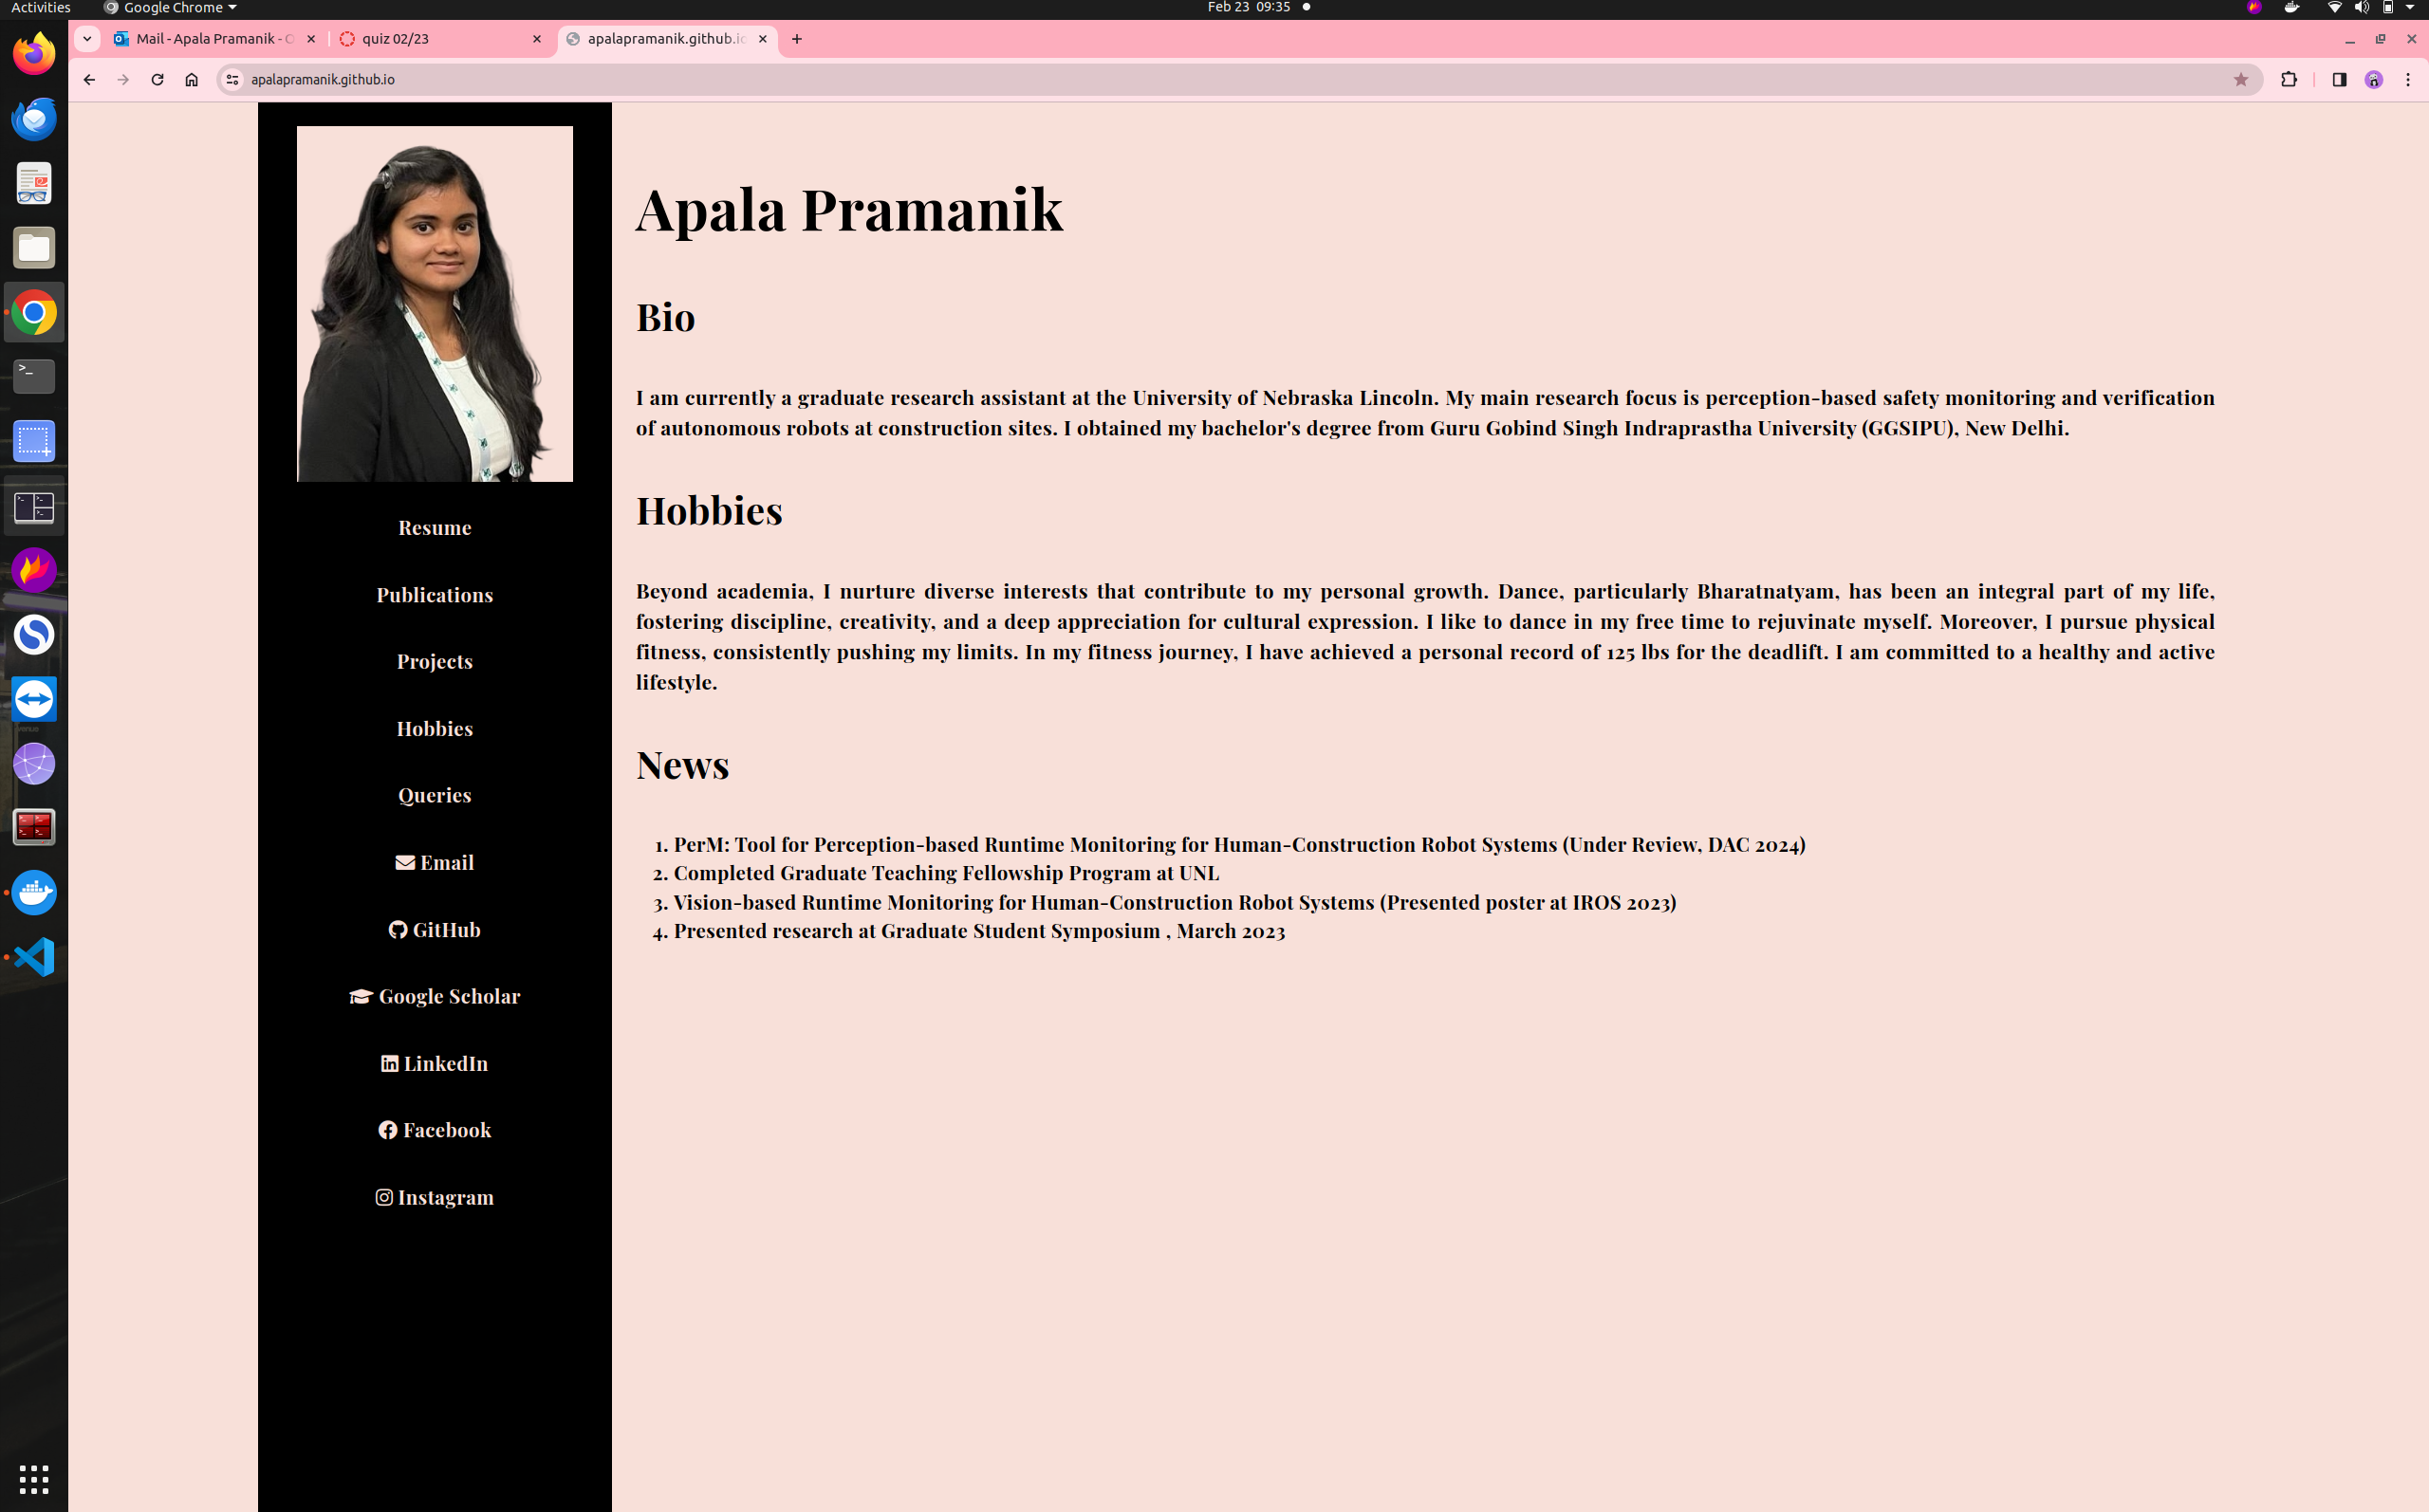 Activities
Google Chrome
Feb 23 09:35
Mail - Apala Pramanik - O
quiz 02/23
apalapramanik.github.io
apalapramanik.github.io
Apala Pramanik
Bio
I am currently a graduate research assistant at the University of Nebraska Lincoln. My main research focus is perception-based safety monitoring and verification
of autonomous robots at construction sites. I obtained my bachelor's degree from Guru Gobind Singh Indraprastha University (GGSIPU), New Delhi.
Hobbies
Beyond academia, I nurture diverse interests that contribute to my personal growth. Dance, particularly Bharatnatyam, has been an integral part of my life,
fostering discipline, creativity, and a deep appreciation for cultural expression. I like to dance in my free time to rejuvinate myself. Moreover, I pursue physical
fitness, consistently pushing my limits. In my fitness journey, I have achieved a personal record of 125 lbs for the deadlift. I am committed to a healthy and active
lifestyle.
News
1. PerM: Tool for Perception-based Runtime Monitoring for Human-Construction Robot Systems (Under Review, DAC 2024)
2. Completed Graduate Teaching Fellowship Program at UNL
3. Vision-based Runtime Monitoring for Human-Construction Robot Systems (Presented poster at IROS 2023)
4. Presented research at Graduate Student Symposium , March 2023
Resume
Publications
Projects
Hobbies
Queries
Email
GitHub
Google Scholar
LinkedIn
Facebook
Instagram